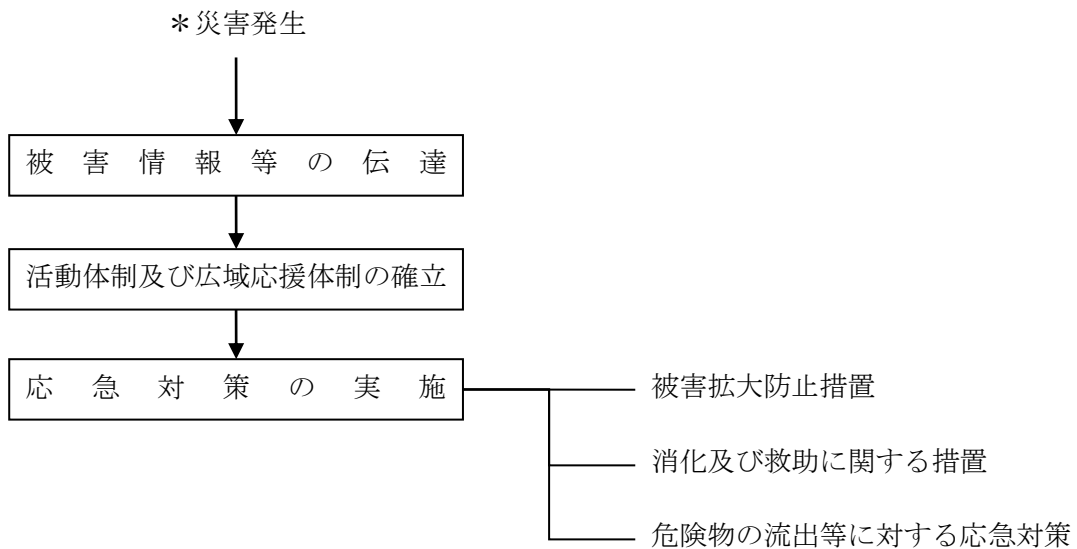 ＊災害発生
被害情報等の伝達
活動体制及び広域応援体制の確立
応急対策の実施
被害拡大防止措置
消化及び救助に関する措置
危険物の流出等に対する応急対策